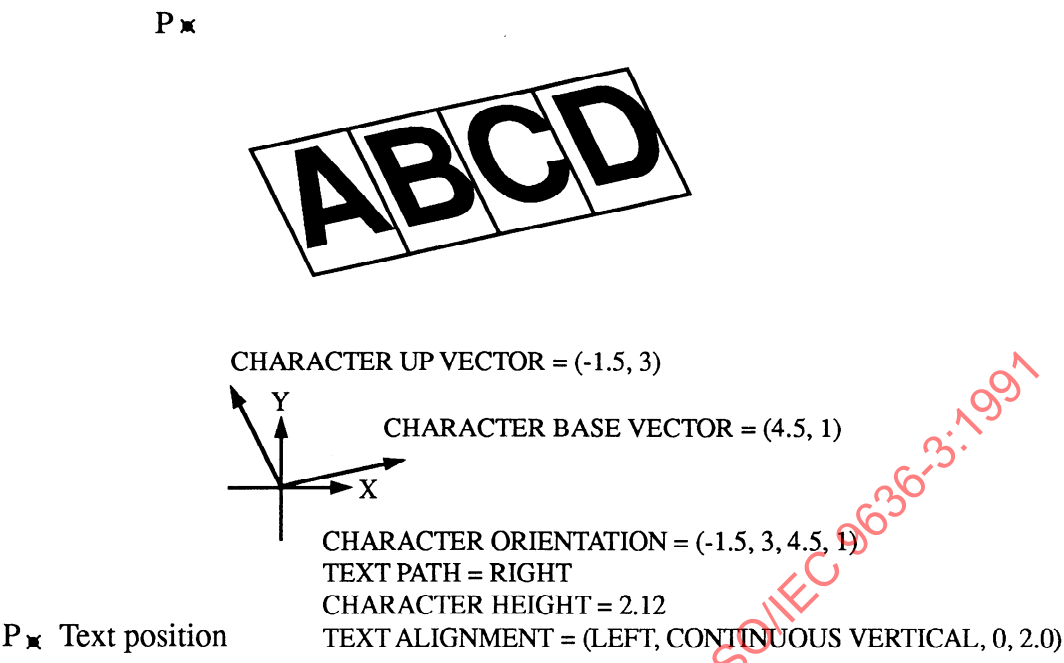 P
ABCD
CHARACTER UP VECTOR = (-1.5, 3)
Y
CHARACTER BASE VECTOR = (4.5, 1)
X
CHARACTER ORIENTATION = (-1.5, 3, 4.5, 1)
TEXT PATH = RIGHT
CHARACTER HEIGHT = 2.12
P Text position
TEXT ALIGNMENT = (LEFT, CONTINUOUS VERTICAL, 0, 2.0)
SO/IEC 9636-3:1991